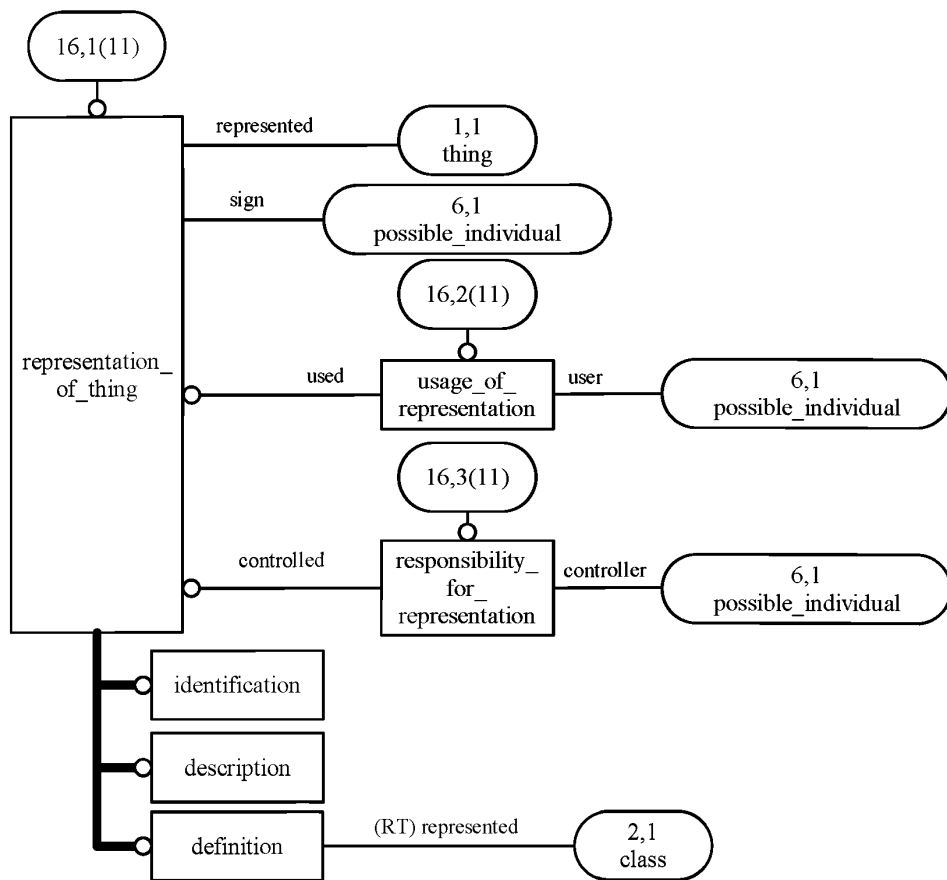 16,1(11)
represented
1,1
thing
sign
6,1
possible_individual
16,2(11)
representation_
of_thing
used
usage_of_
representation
user
6,1
possible_individual
16,3(11)
controlled
responsibility_
for_
representation
controller
6,1
possible_individual
identification
description
definition
(RT) represented
2,1
class